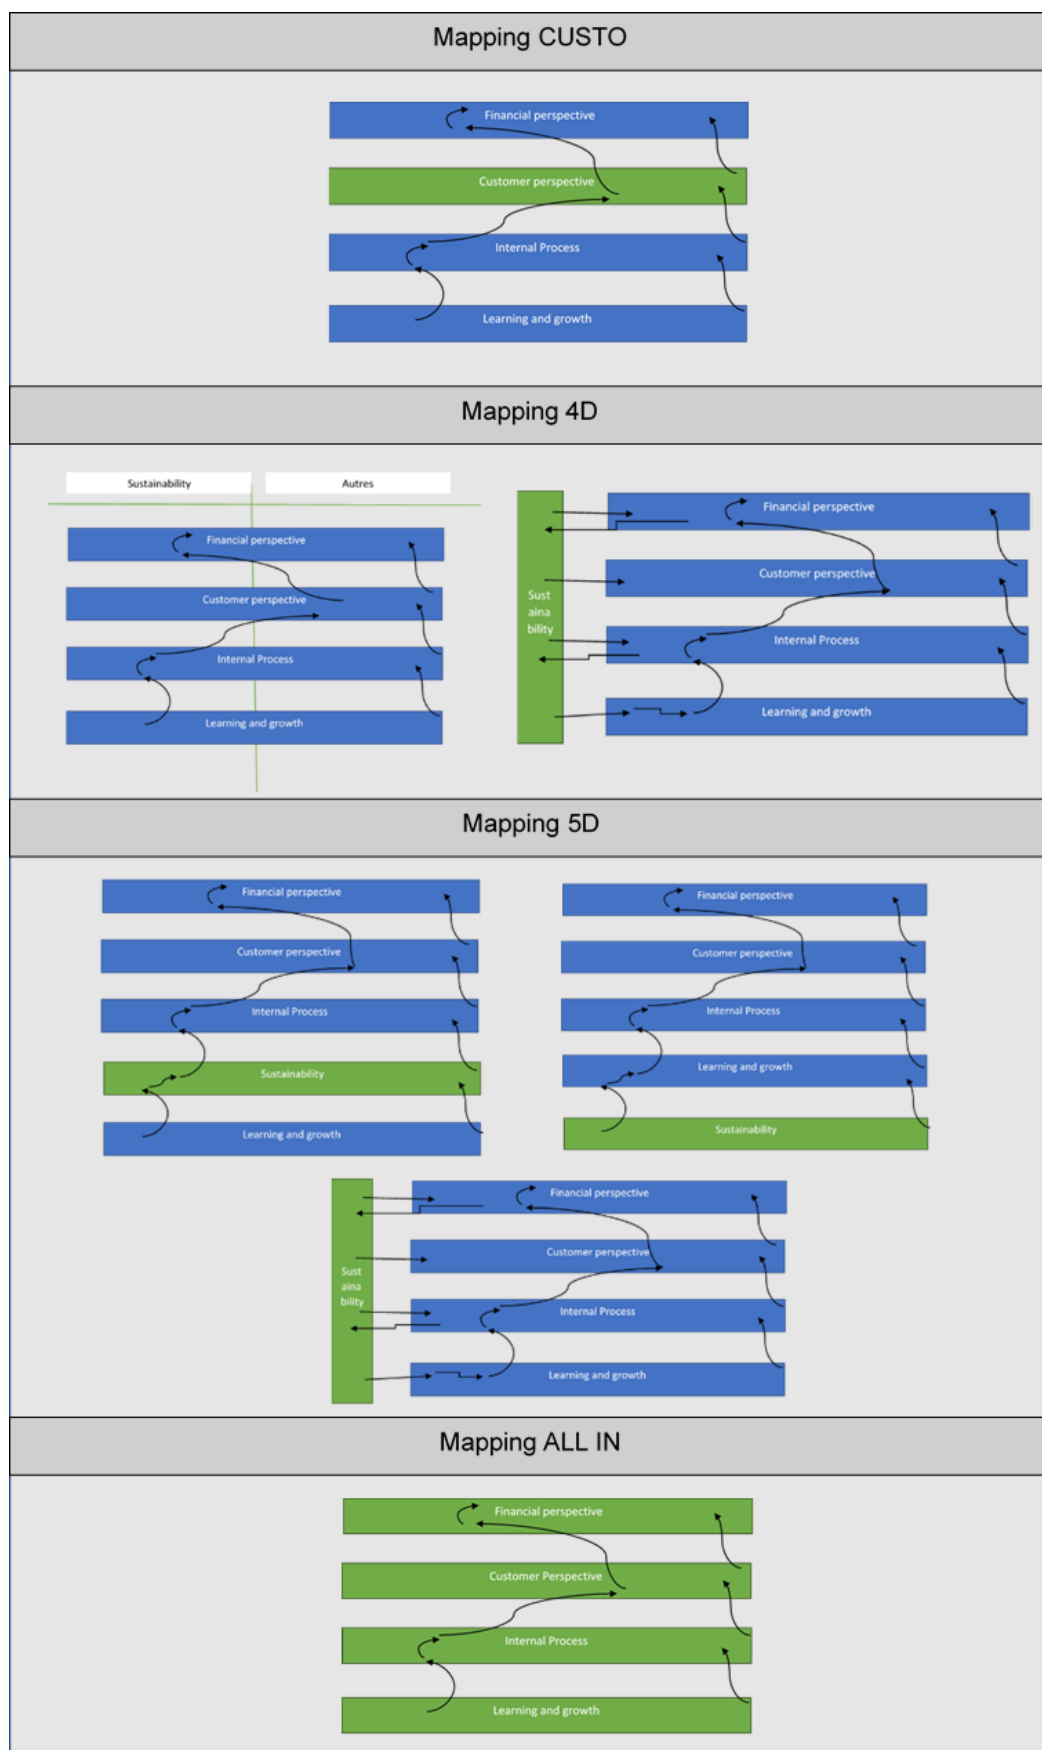 Mapping CUSTO
Financial perspective
Customer perspective
Internal Process
Learning and growth
Mapping 4D
Sustainability
Autres
Financial perspective
Customer perspective
Internal Process
Learning and growth
Sust
aina
bility
Financial perspective
Customer perspective
Internal Process
Learning and growth
Mapping 5D
Financial perspective
Customer perspective
Internal Process
Sustainability
Learning and growth
Financial perspective
Customer perspective
Internal Process
Learning and growth
Sustainability
Sust
aina
bility
Financial perspective
Customer perspective
Internal Process
Learning and growth
Mapping ALL IN
Financial perspective
Customer Perspective
Internal Process
Learning and growth